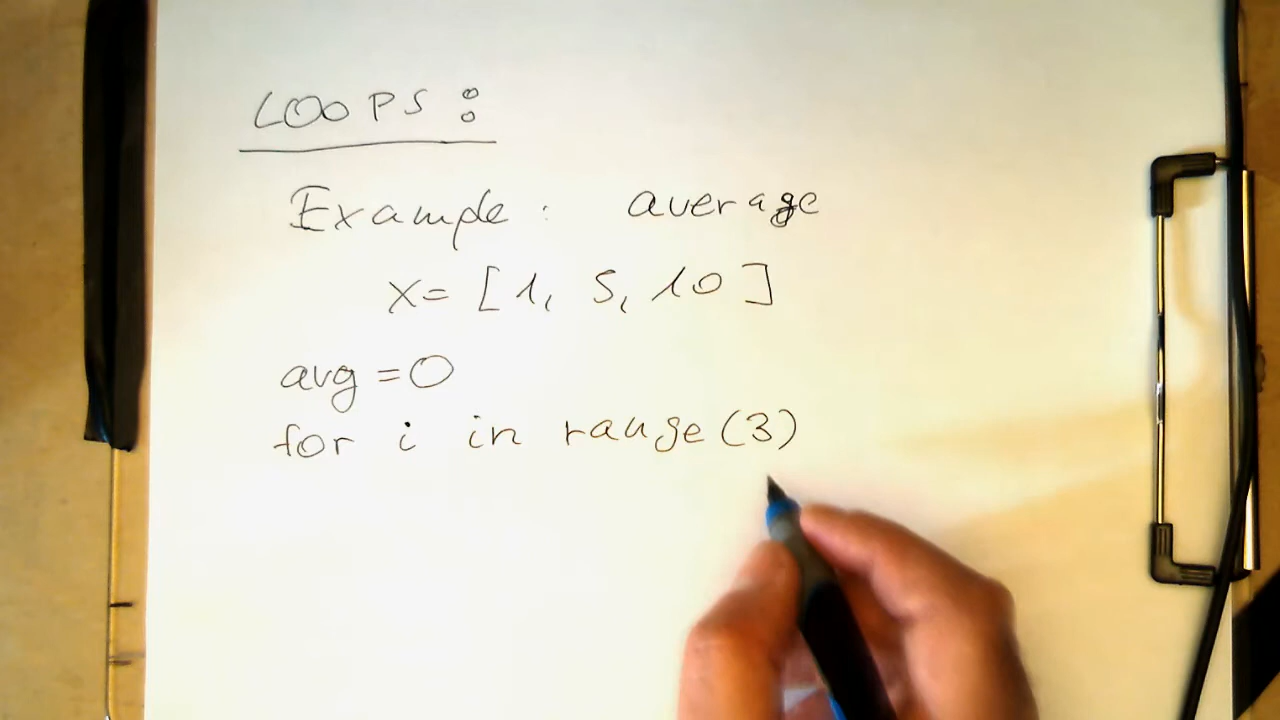 LOOPS:
Example: average
x= [1, 5, 10]
avg =0
for i in range(3)